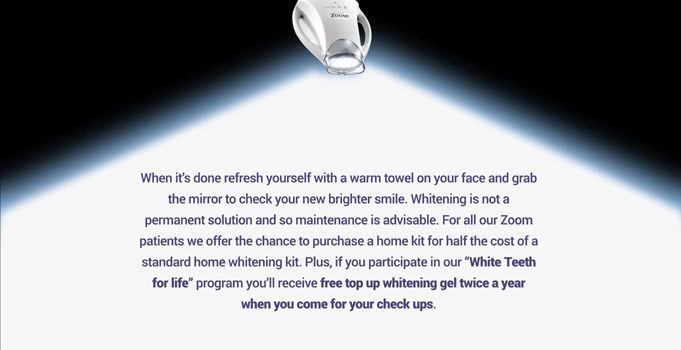 ZOOM!
When it's done refresh yourself with a warm towel on your face and grab
the mirror to check your new brighter smile. Whitening is not a
permanent solution and so maintenance is advisable. For all our Zoom
patients we offer the chance to purchase a home kit for half the cost of a
standard home whitening kit. Plus, if you participate in our “White Teeth
for life” program you'll receive free top up whitening gel twice a year
when you come for your check ups.